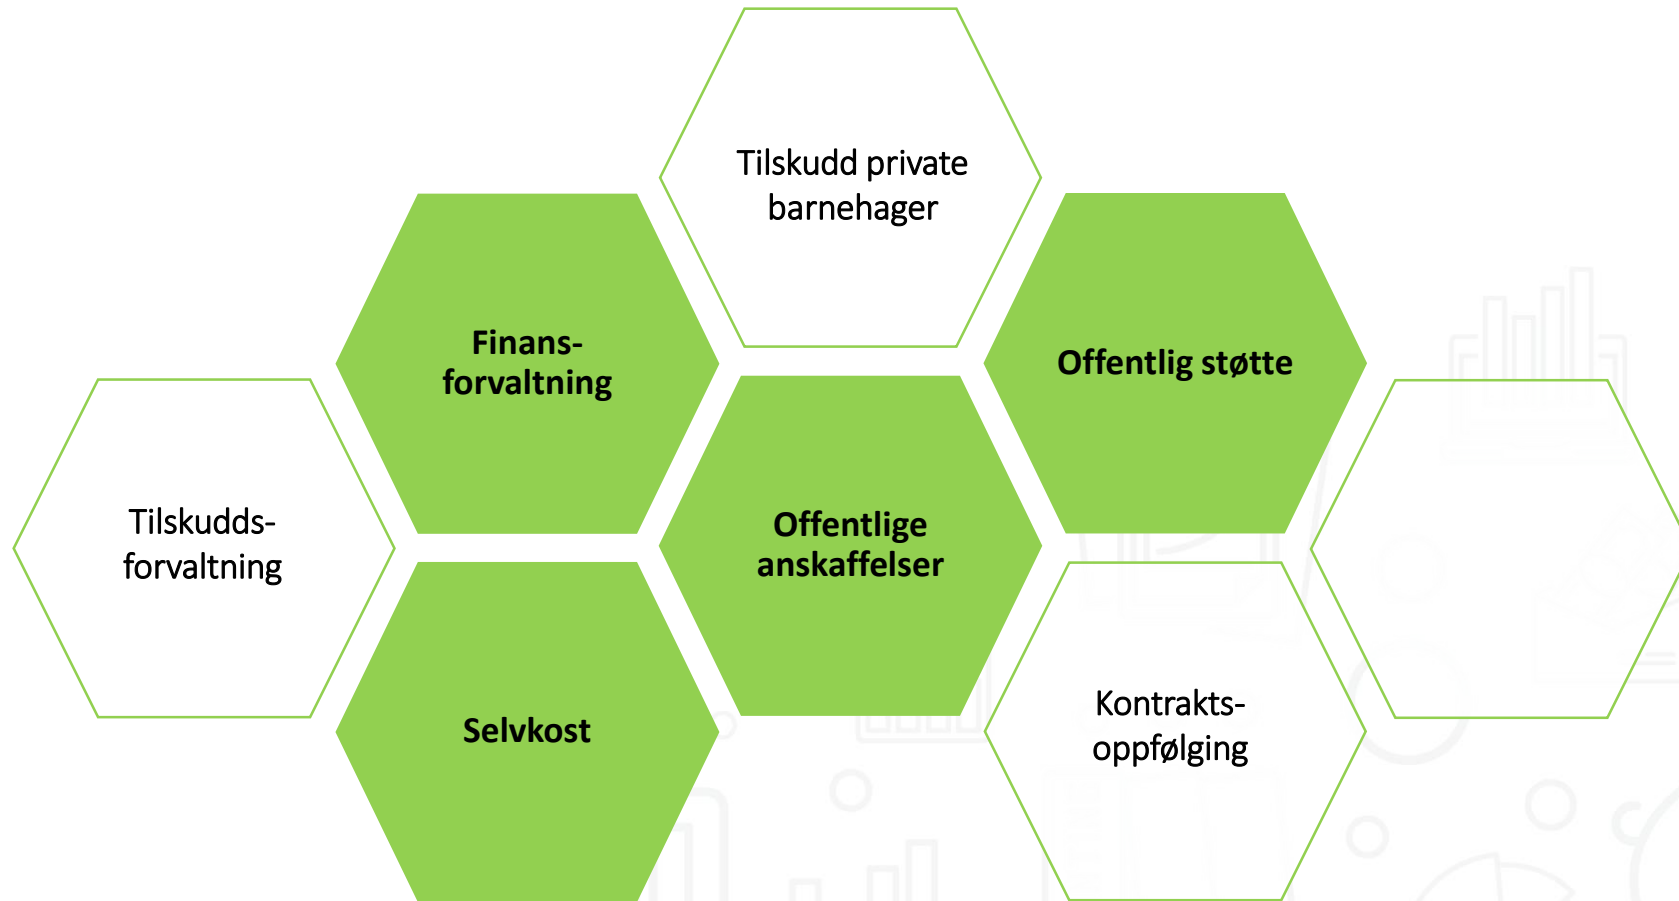 Tilskudd private
barnehager
Finans-
forvaltning
Offentlig støtte
Tilskudds-
forvaltning
Offentlige
anskaffelser
Selvkost
Kontrakts-
oppfølging